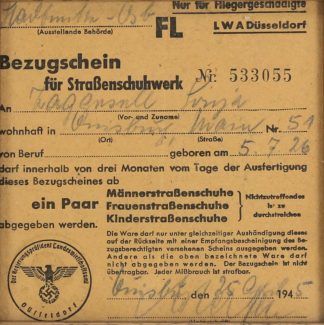 Nur für Fliegergeschädigte
FL LWA Düsseldorf
(Ausstellende Behörde)
Bezugschein
für Straßenschuhwerk Nr. 533055
An Sonja
(Vor- und Zuname)
wohnhaft in Duisburg Nr. 51
(Ort) (Straße)
von Beruf geboren am 5.7.26
darf innerhalb von drei Monaten vom Tage der Ausfertigung
dieses Bezugscheines ab
ein Paar
Männerstraßenschuhe
Frauenstraßenschuhe
Kinderstraßenschuhe
Nichtzutreffendes
durchstreichen
abgegeben werden.
Die Ware darf nur unter gleichzeitiger Aushändigung dieses
auf der Rückseite mit einer Empfangsbescheinigung des
bezugsberechtigten versehenen Scheins ausgegeben werden.
Andere als die oben bezeichnete Ware darf
nicht abgegeben werden. Der Bezugschein ist nicht
übertragbar. Jeder Mißbrauch ist strafbar.
den 1945
Düsseldorf